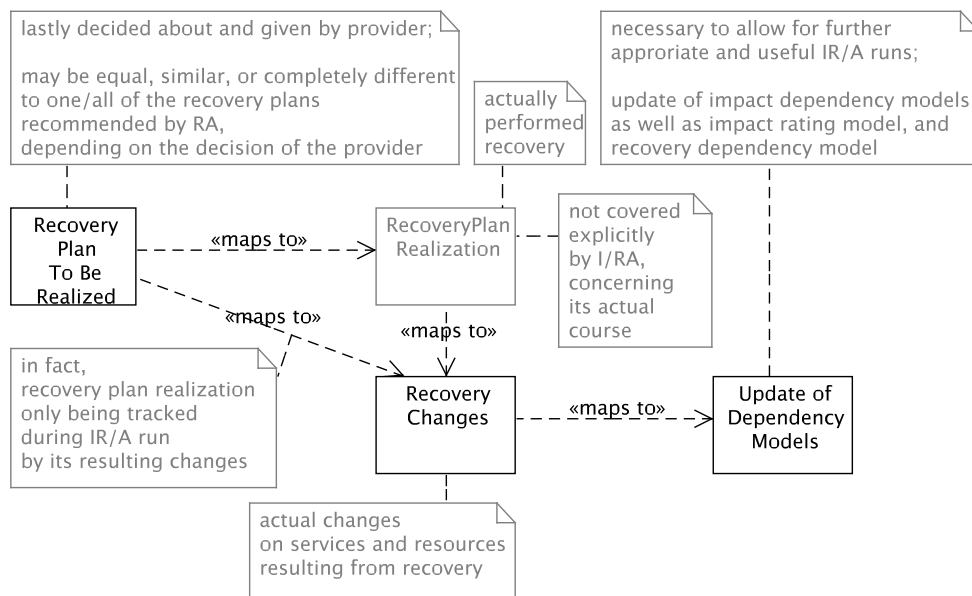 lastly decided about and given by provider;
may be equal, similar, or completely different
to one/all of the recovery plans
recommended by RA,
depending on the decision of the provider
actually
performed
recovery
necessary to allow for further
approriate and useful IR/A runs;
update of impact dependency models
as well as impact rating model, and
recovery dependency model
Recovery
Plan
To Be
Realized
«maps to»
RecoveryPlan
Realization
not covered
explicitly
by I/RA,
concerning
its actual
course
«maps to»
«maps to»
in fact,
recovery plan realization
only being tracked
during IR/A run
by its resulting changes
Recovery
Changes
«maps to»
Update of
Dependency
Models
actual changes
on services and resources
resulting from recovery